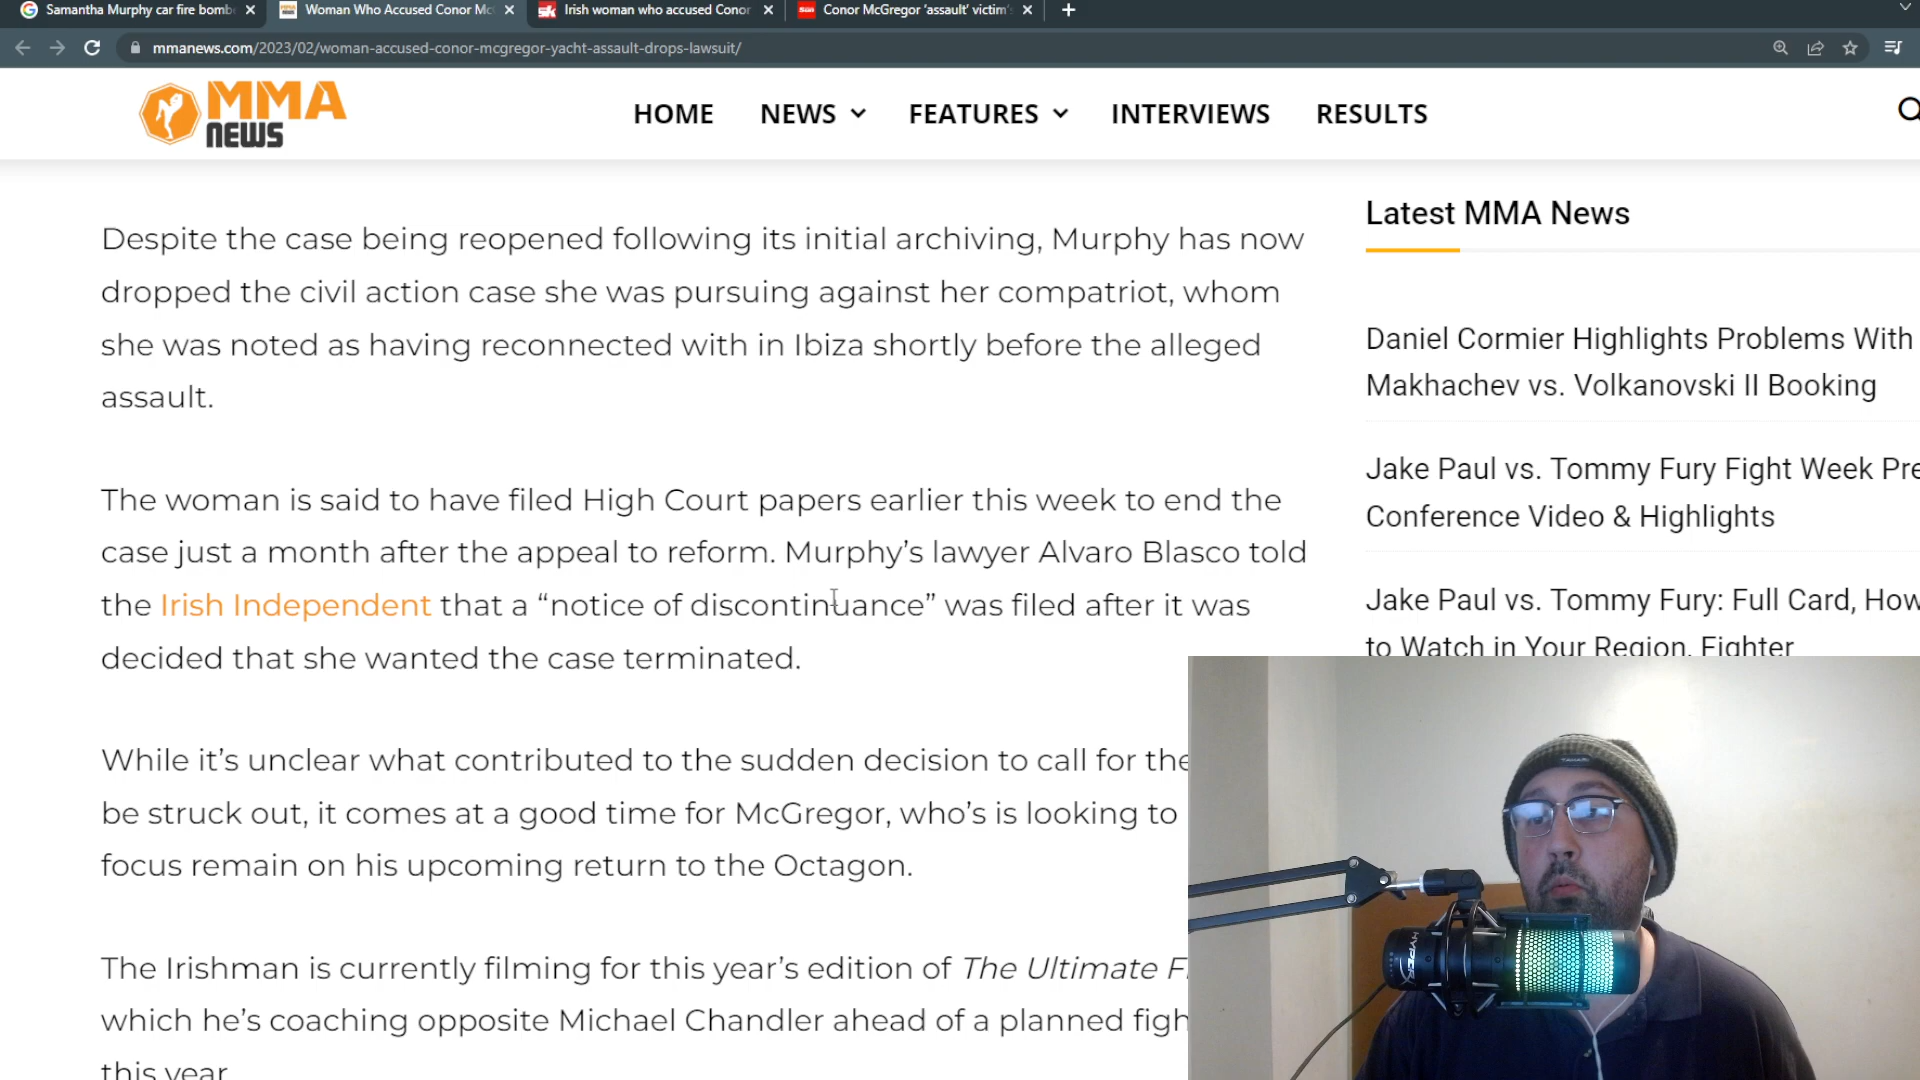 Samantha Murphy car fire bomb
Woman Who Accused Conor Mc
Irish woman who accused Conor
Conor McGregor 'assault' victim'
mmanews.com/2023/02/woman-accused-conor-mcgregor-yacht-assault-drops-lawsuit/
MMA
NEWS
HOME NEWS FEATURES INTERVIEWS RESULTS
Despite the case being reopened following its initial archiving, Murphy has now
dropped the civil action case she was pursuing against her compatriot, whom
she was noted as having reconnected with in Ibiza shortly before the alleged
assault.
The woman is said to have filed High Court papers earlier this week to end the
case just a month after the appeal to reform. Murphy's lawyer Alvaro Blasco told
the Irish Independent that a “notice of discontinuance” was filed after it was
decided that she wanted the case terminated.
While it's unclear what contributed to the sudden decision to call for the
be struck out, it comes at a good time for McGregor, who's is looking to
focus remain on his upcoming return to the Octagon.
The Irishman is currently filming for this year's edition of The Ultimate F
which he's coaching opposite Michael Chandler ahead of a planned figh
this year
Latest MMA News
Daniel Cormier Highlights Problems With
Makhachev vs. Volkanovski II Booking
Jake Paul vs. Tommy Fury Fight Week Pre
Conference Video & Highlights
Jake Paul vs. Tommy Fury: Full Card, How
to Watch in Your Region, Fighter
HYPERX